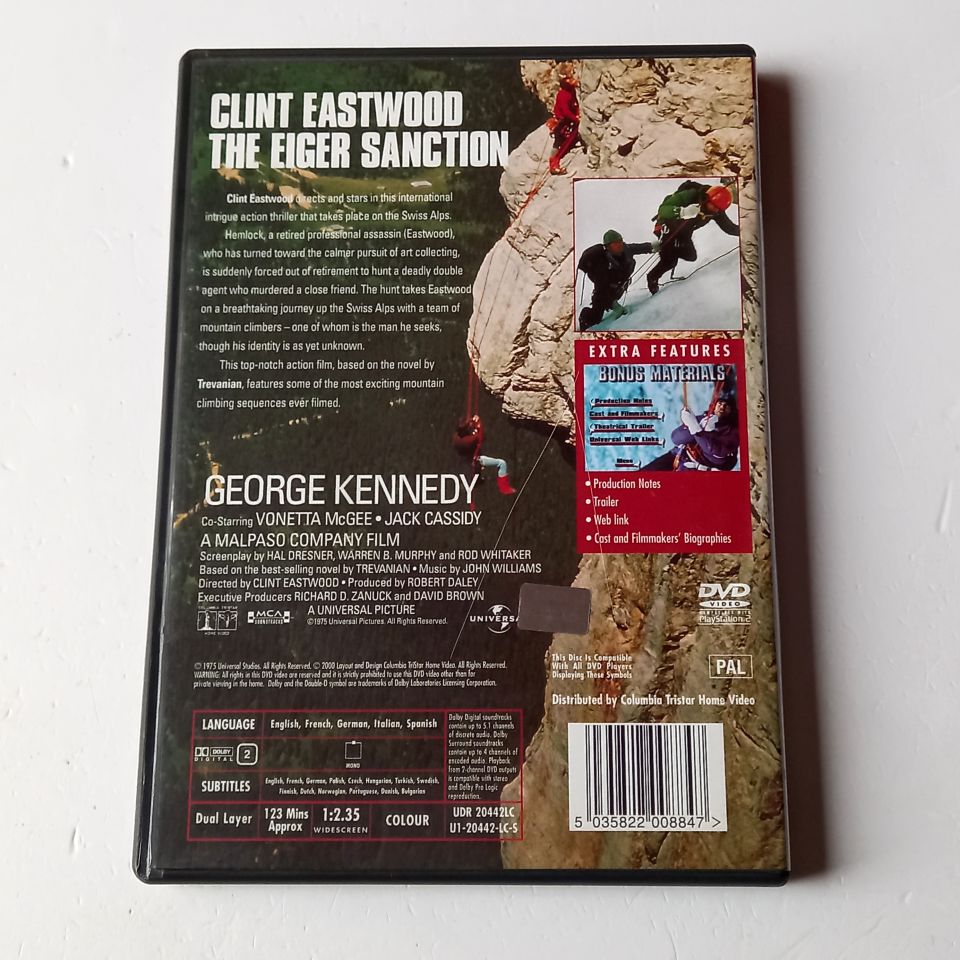 CLINT EASTWOOD
THE EIGER SANCTION
Clint Eastwood directs and stars in this international
intrigue action thriller that takes place on the Swiss Alps.
Hemlock, a retired professional assassin (Eastwood),
who has turned toward the calmer pursuit of art collecting,
is suddenly forced out of retirement to hunt a deadly double
agent who murdered a close friend. The hunt takes Eastwood
on a breathtaking journey up the Swiss Alps with a team of
mountain climbers – one of whom is the man he seeks,
though his identity is as yet unknown.
This top-notch action film, based on the novel by
Trevanian, features some of the most exciting mountain
climbing sequences ever filmed.
EXTRA FEATURES
BONUS MATERIALS
Production Notes
Cast and Filmmakers
Theatrical Trailer
Universal Web Links
Menu
• Production Notes
• Trailer
• Web link
• Cast and Filmmakers' Biographies
GEORGE KENNEDY
Co-Starring VONETTA McGEE • JACK CASSIDY
A MALPASO COMPANY FILM
Screenplay by HAL DRESNER, WARREN B. MURPHY and ROD WHITAKER
Based on the best-selling novel by TREVANIAN • Music by JOHN WILLIAMS
Directed by CLINT EASTWOOD • Produced by ROBERT DALEY
Executive Producers RICHARD D. ZANUCK and DAVID BROWN
COLUMBIA TRISTAR
HOME VIDEO
MCA
SOUNDTRACKS
A UNIVERSAL PICTURE
©1975 Universal Pictures. All Rights Reserved.
UNIVERSA
DVD
VIDEO
COMPATIBLE WITH
PlayStation 2
© 1975 Universal Studios. All Rights Reserved. © 2000 Layout and Design Columbia TriStar Home Video.
WARNING: All rights in this DVD video are reserved and it is strictly prohibited to use this DVD video other than for
private viewing in the home. Dolby and the Double-D symbol are trademarks of Dolby Laboratories Licensing Corporation.
This Disc Is Compatible
With All DVD Players
Displaying These Symbols
PAL
Distributed by Columbia Tristar Home Video
LANGUAGE English, French, German, Italian, Spanish
DOLBY
DIGITAL
2
MONO
SUBTITLES
English, French, German, Polish, Czech, Hungarian, Turkish, Swedish,
Finnish, Dutch, Norwegian, Portuguese, Danish, Bulgarian
Dolby Digital soundtracks
contain up to 5.1 channels
of discrete audio. Dolby
Surround soundtracks
contain up to 4 channels of
encoded audio. Playback
from 2-channel DVD outputs
is compatible with stereo
and Dolby Pro Logic
reproduction.
Dual Layer
123 Mins
Approx
1:2.35
WIDESCREEN
COLOUR
UDR 20442LC
U1-20442-LC-S
5 035822 008847 >